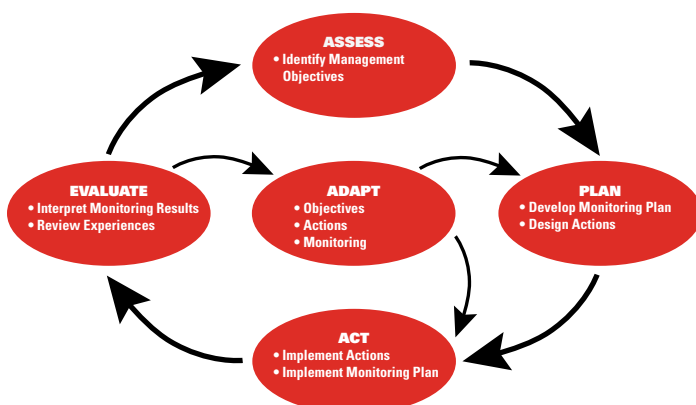 ASSESS
• Identify Management
Objectives
EVALUATE
• Interpret Monitoring Results
• Review Experiences
ADAPT
• Objectives
• Actions
• Monitoring
PLAN
• Develop Monitoring Plan
• Design Actions
ACT
• Implement Actions
• Implement Monitoring Plan